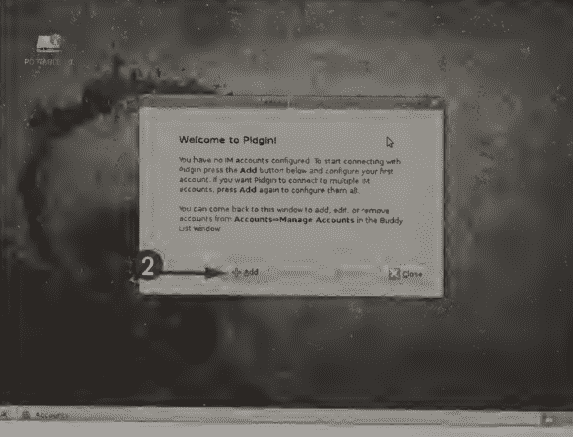 Welcome to Pidgin!
You have no IM accounts configured. To start connecting with
Pidgin press the Add button below and configure your first
account. If you want Pidgin to connect to multiple IM
accounts, press Add again to configure them all.
You can come back to this window to add, edit, or remove
accounts from Accounts→Manage Accounts in the Buddy
List window
2
Add
Close
Accounts